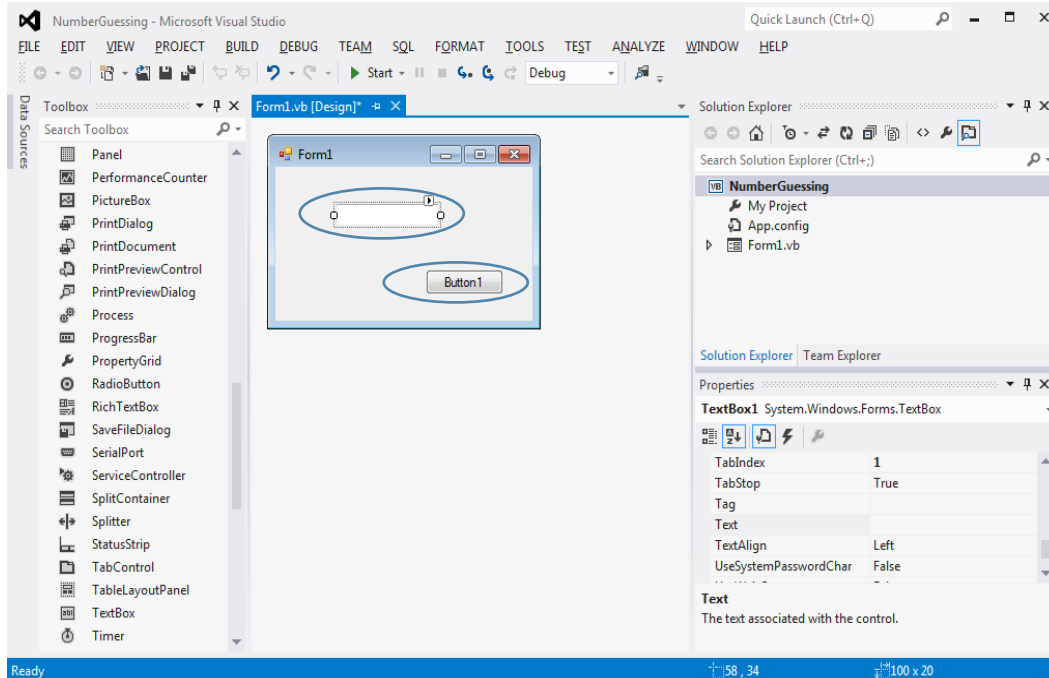 NumberGuessing - Microsoft Visual Studio
Quick Launch (Ctrl+Q)
FILE EDIT VIEW PROJECT BUILD DEBUG TEAM SQL FORMAT TOOLS TEST ANALYZE WINDOW HELP
Start
Debug
Data Sources
Toolbox
Search Toolbox
Panel
PerformanceCounter
PictureBox
PrintDialog
PrintDocument
PrintPreviewControl
PrintPreviewDialog
Process
ProgressBar
PropertyGrid
RadioButton
RichTextBox
SaveFileDialog
SerialPort
ServiceController
SplitContainer
Splitter
StatusStrip
TabControl
TableLayoutPanel
TextBox
Timer
Form1.vb [Design]*
Form1
Button1
Solution Explorer
Search Solution Explorer (Ctrl+;)
VB NumberGuessing
My Project
App.config
Form1.vb
Solution Explorer Team Explorer
Properties
TextBox1 System.Windows.Forms.TextBox
TabIndex 1
TabStop True
Tag
Text
TextAlign Left
UseSystemPasswordChar False
Text
The text associated with the control.
Ready
58 , 34
100 x 20